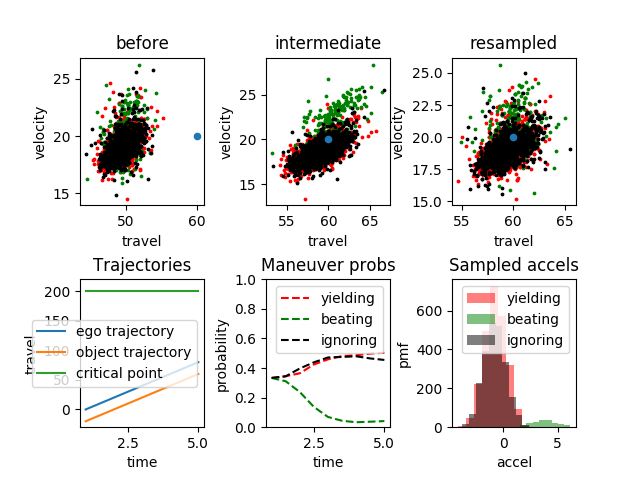 before
intermediate
resampled
velocity
25
20
15
50
60
travel
velocity
25
20
15
55
60
65
travel
velocity
25.0
22.5
20.0
17.5
15.0
55
60
65
travel
Trajectories
Maneuver probs
Sampled accels
travel
200
150
50
0
ego trajectory
object trajectory
critical point
2.5
5.0
time
probability
1.0
0.8
0.6
0.4
0.2
0.0
yielding
beating
ignoring
2.5
5.0
time
pmf
600
400
200
0
yielding
beating
ignoring
0
5
accel